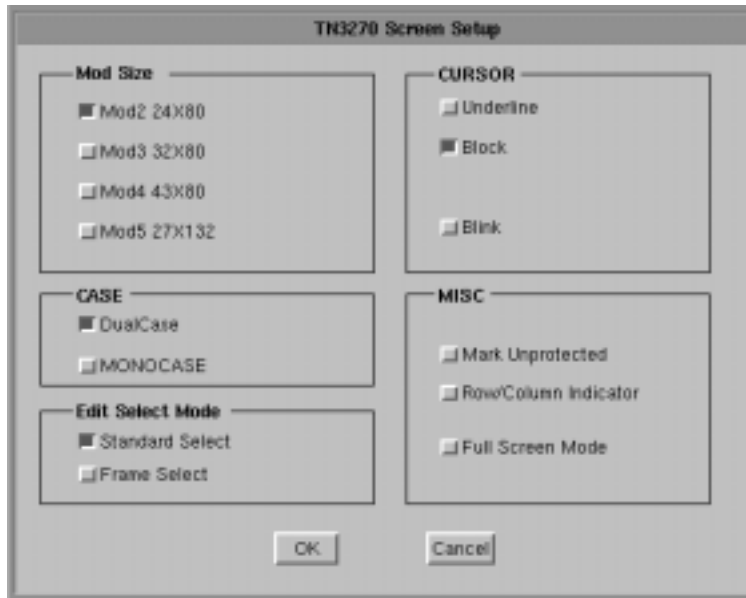 TN3270 Screen Setup
Mod Size
Mod2 24X80
Mod3 32X80
Mod4 43X80
Mod5 27X132
CASE
DualCase
MONOCASE
Edit Select Mode
Standard Select
Frame Select
CURSOR
Underline
Block
Blink
MISC
Mark Unprotected
Row/Column Indicator
Full Screen Mode
OK
Cancel